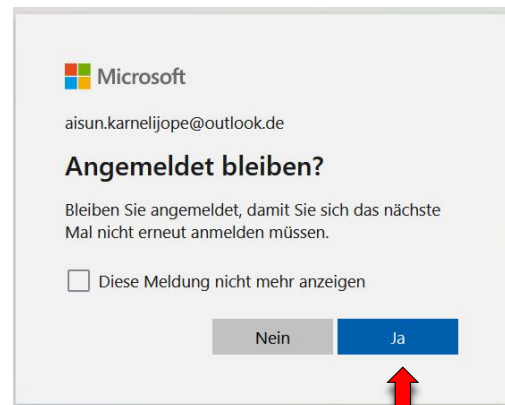 Microsoft
aisun.karnelijope@outlook.de
Angemeldet bleiben?
Bleiben Sie angemeldet, damit Sie sich das nächste
Mal nicht erneut anmelden müssen.
Diese Meldung nicht mehr anzeigen
Nein
Ja